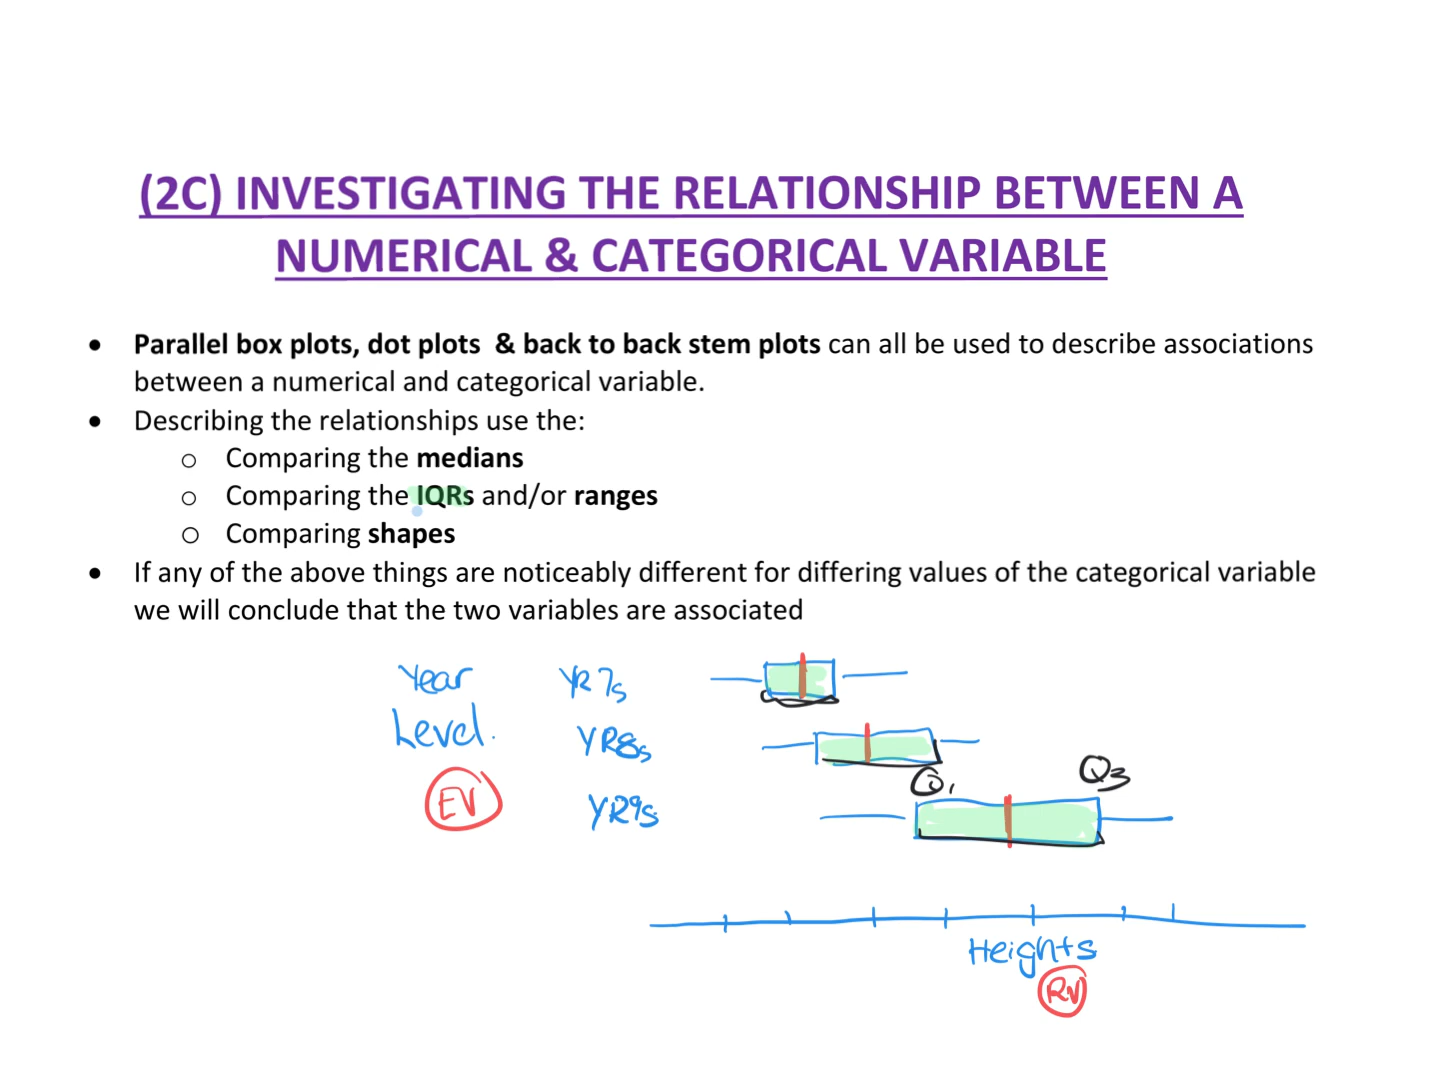 (2C) INVESTIGATING THE RELATIONSHIP BETWEEN A
NUMERICAL & CATEGORICAL VARIABLE
• Parallel box plots, dot plots & back to back stem plots can all be used to describe associations
between a numerical and categorical variable.
• Describing the relationships use the:
o Comparing the medians
o Comparing the IQRs and/or ranges
o Comparing shapes
• If any of the above things are noticeably different for differing values of the categorical variable
we will conclude that the two variables are associated
Year YR 7s
Level. YR8s
Q1 Q3
EV YR9s
Heights
RV